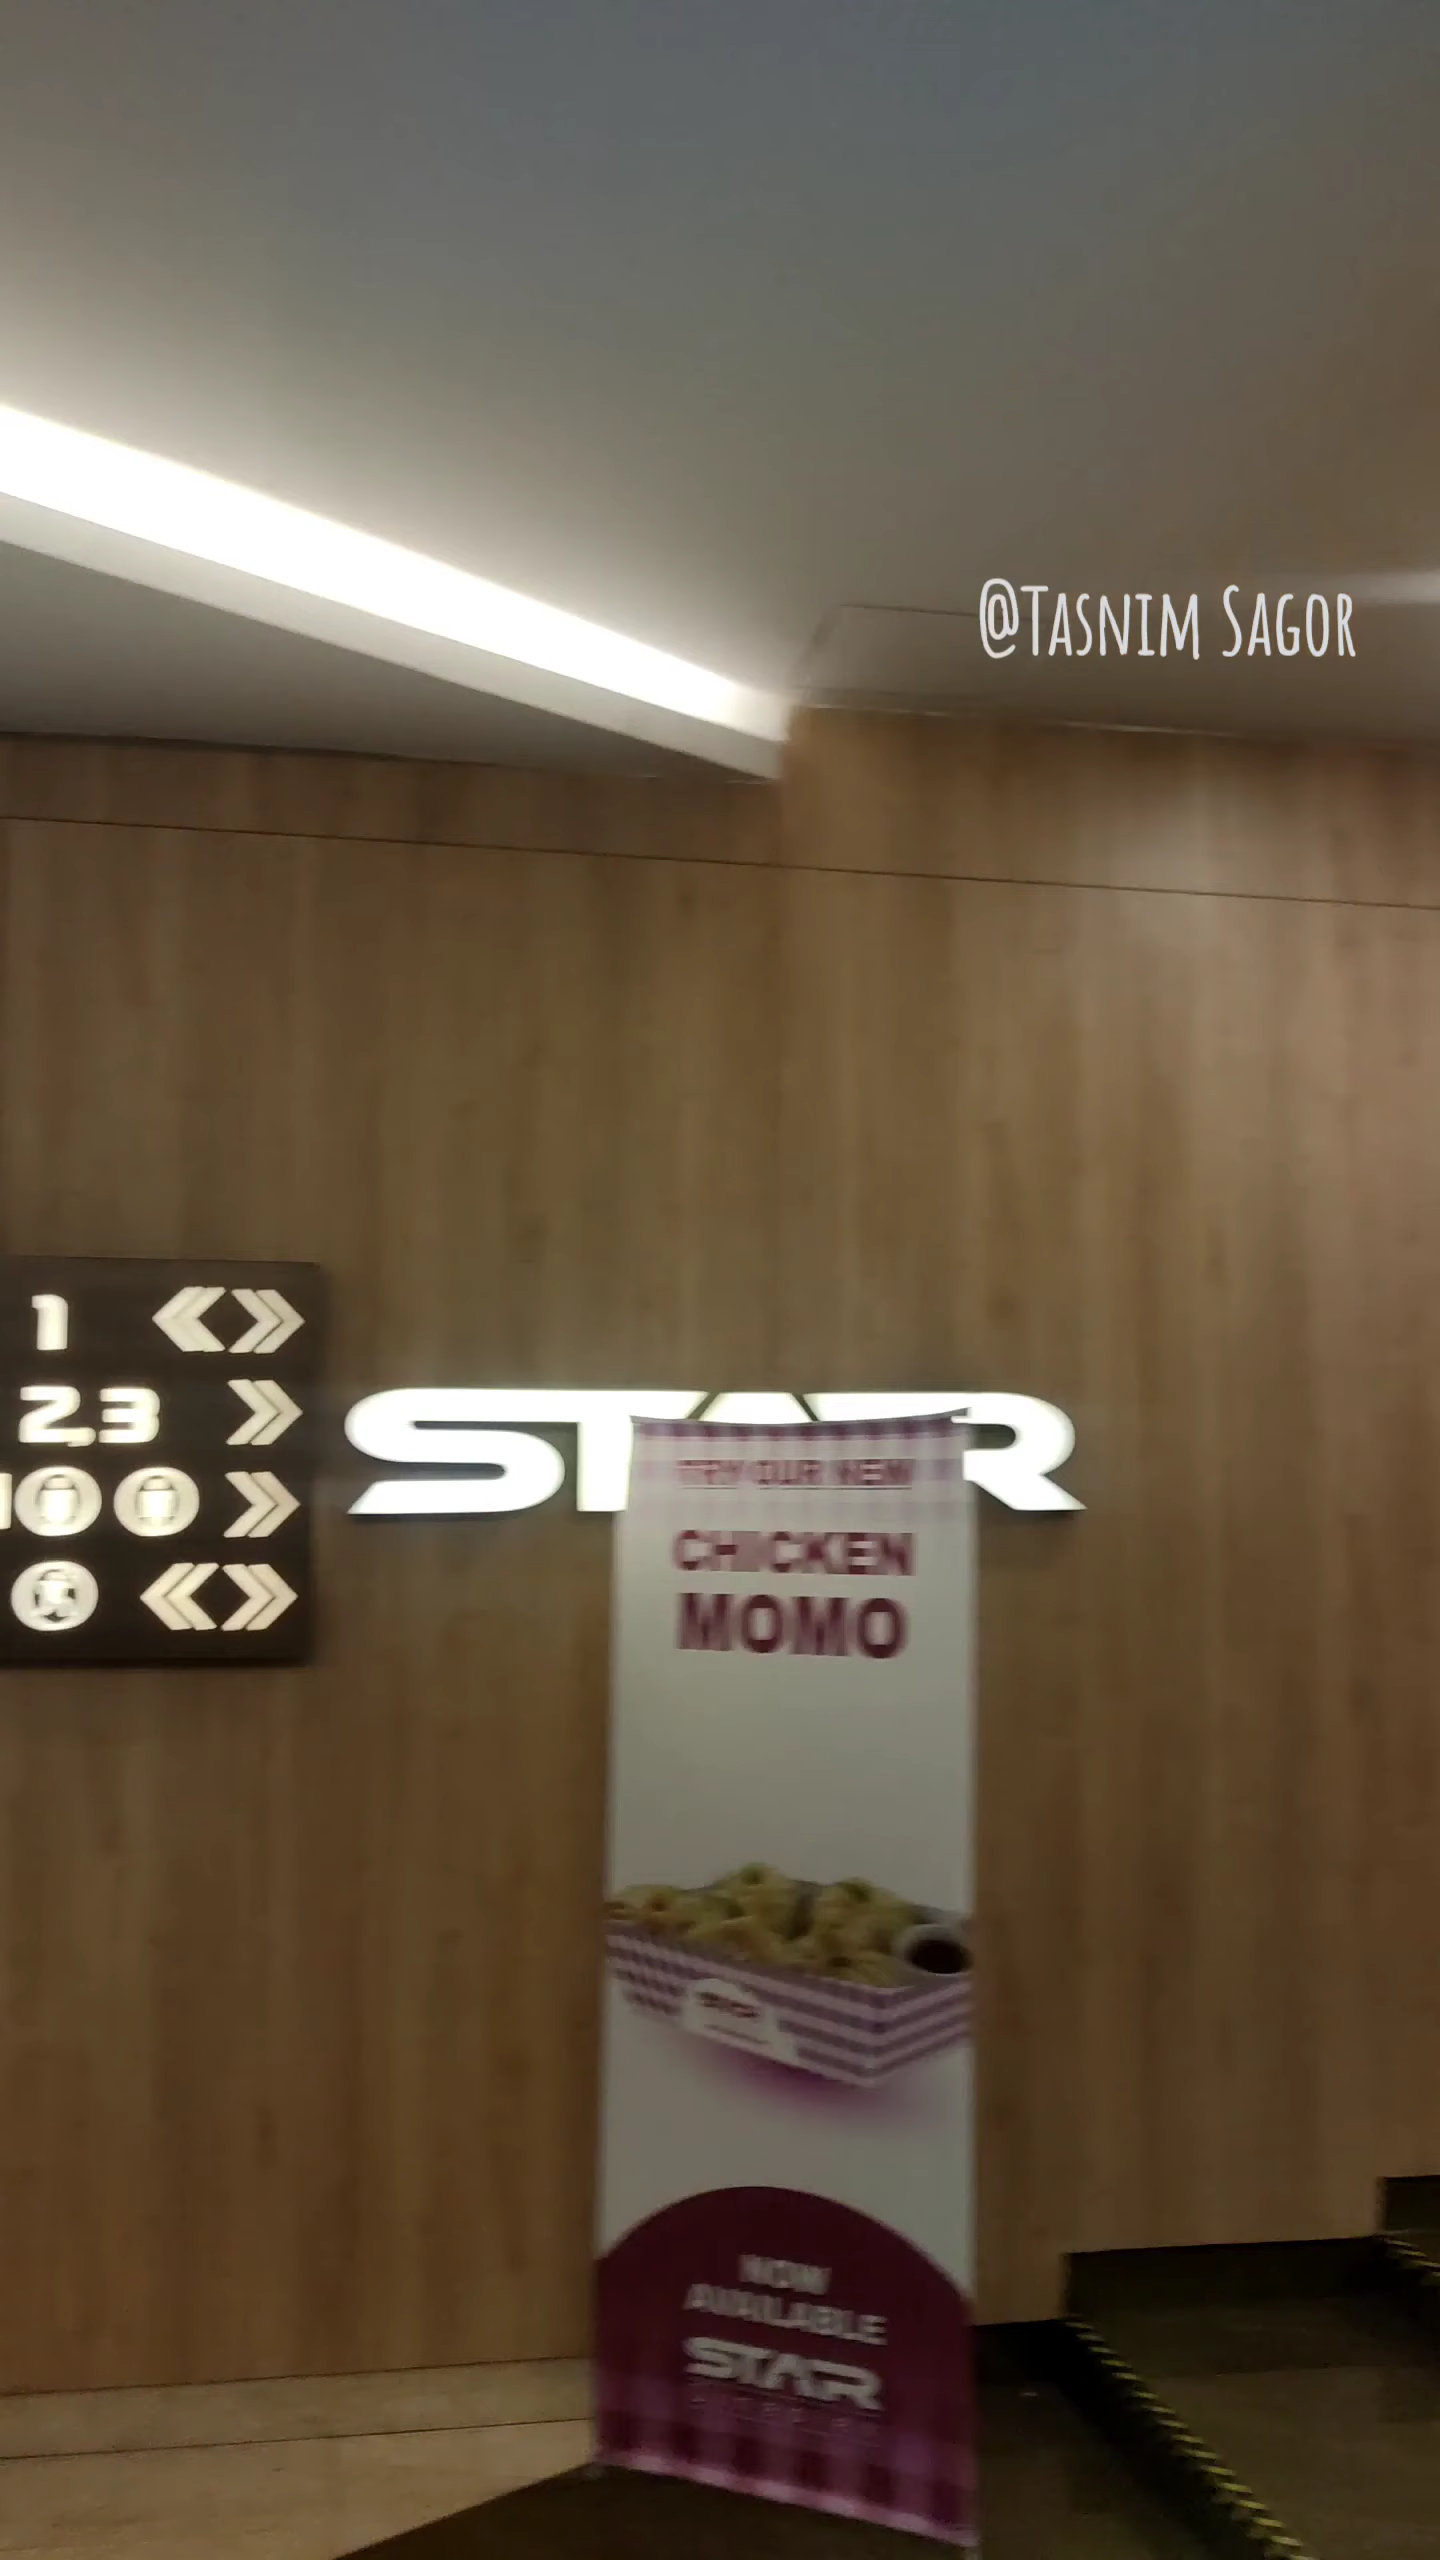 @Tasnim Sagor
1
2,3
STAR
TRY OUR NEW
CHICKEN
MOMO
NOW
AVAILABLE
STAR